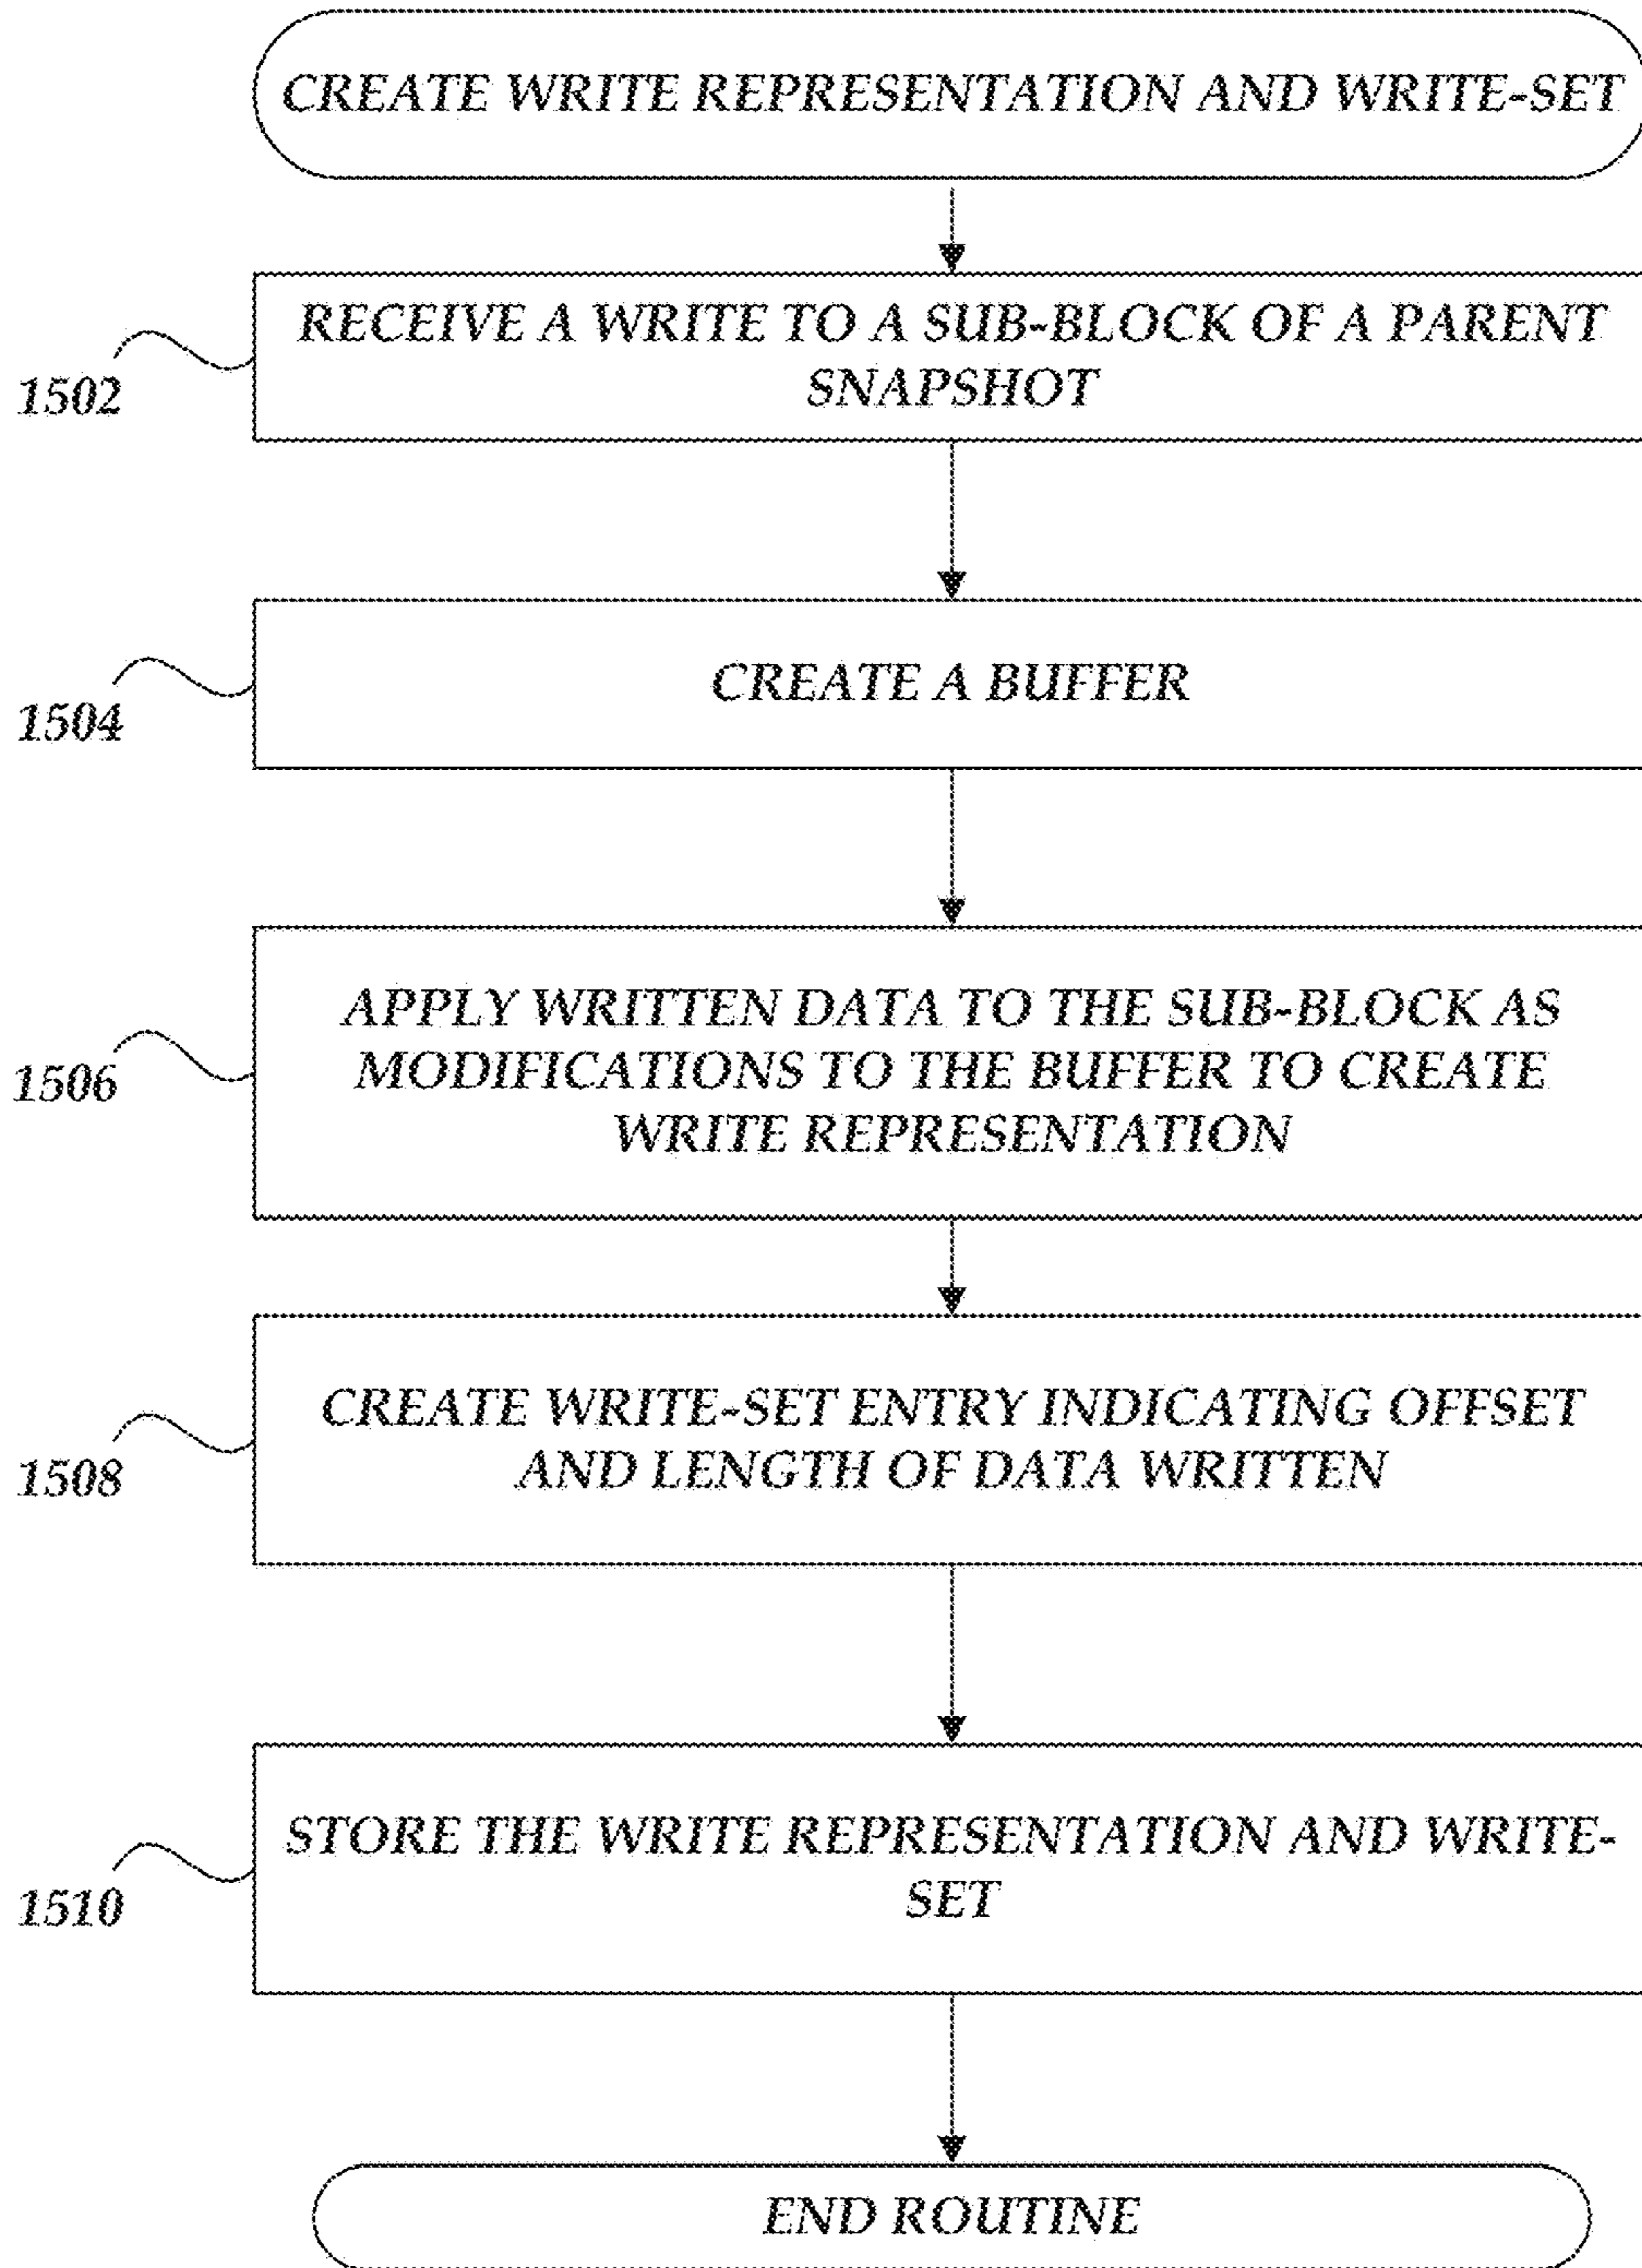 CREATE WRITE REPRESENTATION AND WRITE-SET
RECEIVE A WRITE TO A SUB-BLOCK OF A PARENT
SNAPSHOT
1502
CREATE A BUFFER
1504
APPLY WRITTEN DATA TO THE SUB-BLOCK AS
MODIFICATIONS TO THE BUFFER TO CREATE
WRITE REPRESENTATION
1506
CREATE WRITE-SET ENTRY INDICATING OFFSET
AND LENGTH OF DATA WRITTEN
1508
STORE THE WRITE REPRESENTATION AND WRITE-
SET
1510
END ROUTINE